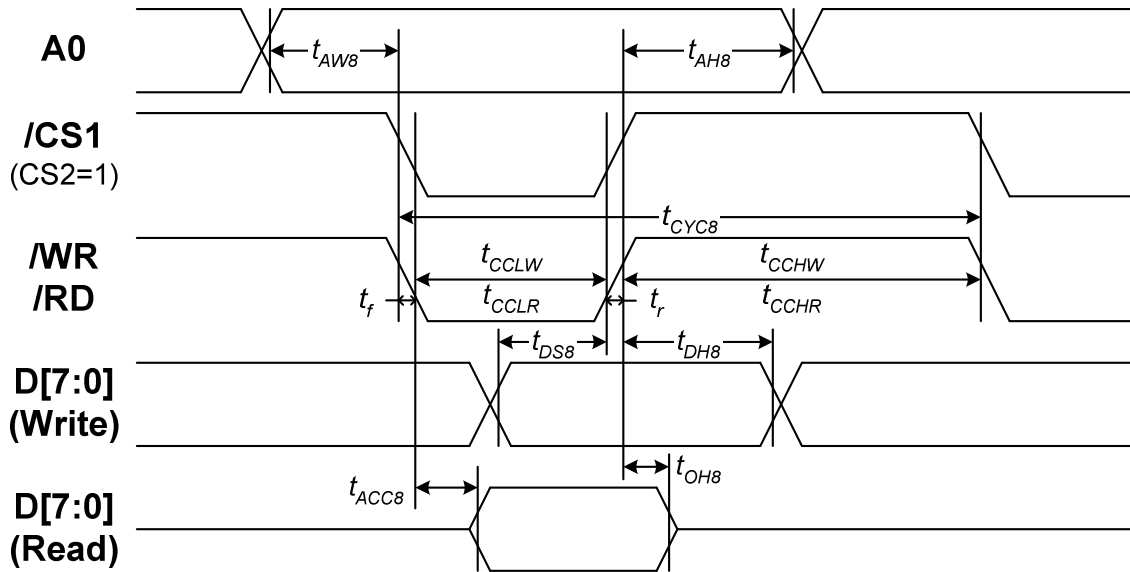 A0
t_AW8
t_AH8
/CS1
(CS2=1)
t_CYC8
/WR
/RD
t_CCLW
t_CCHW
t_f
t_CCLR
t_r
t_CCHR
t_DS8
t_DH8
D[7:0]
(Write)
t_ACC8
t_OH8
D[7:0]
(Read)